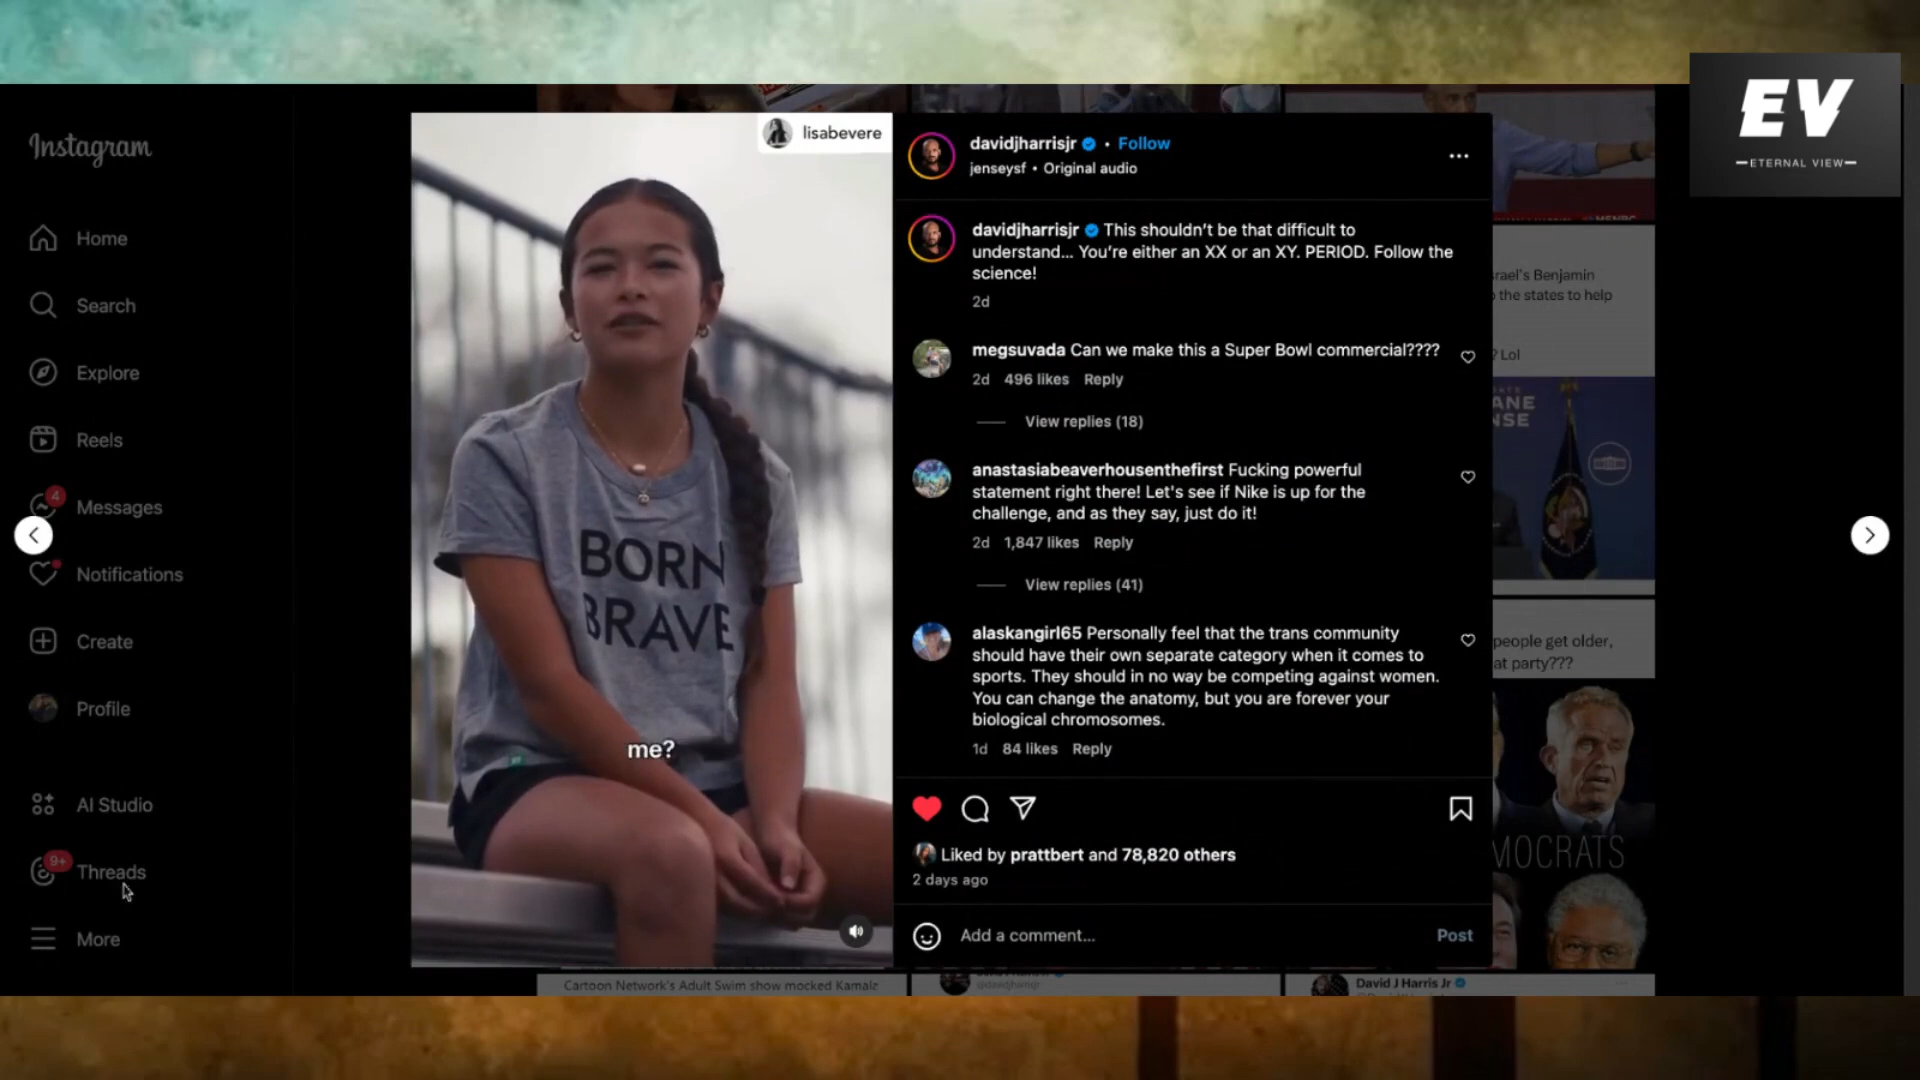 EV
ETERNAL VIEW
Instagram
Home
Search
Explore
Reels
4
Messages
Notifications
Create
Profile
AI Studio
9+
Threads
More
lisabevere
BORN
BRAVE
me?
davidjharrisjr • Follow
jenseysf • Original audio
davidjharrisjr This shouldn't be that difficult to
understand... You're either an XX or an XY. PERIOD. Follow the
science!
2d
megsuvada Can we make this a Super Bowl commercial????
2d 496 likes Reply
View replies (18)
anastasiabeaverhousenthefirst Fucking powerful
statement right there! Let's see if Nike is up for the
challenge, and as they say, just do it!
2d 1,847 likes Reply
View replies (41)
alaskangirl65 Personally feel that the trans community
should have their own separate category when it comes to
sports. They should in no way be competing against women.
You can change the anatomy, but you are forever your
biological chromosomes.
1d 84 likes Reply
Liked by prattbert and 78,820 others
2 days ago
Add a comment... Post
rael's Benjamin
the states to help
? Lol
ANE
NSE
people get older,
at party???
MOCRATS
Cartoon Network's Adult Swim show mocked Kamala
@davidjharrisjr
David J Harris Jr